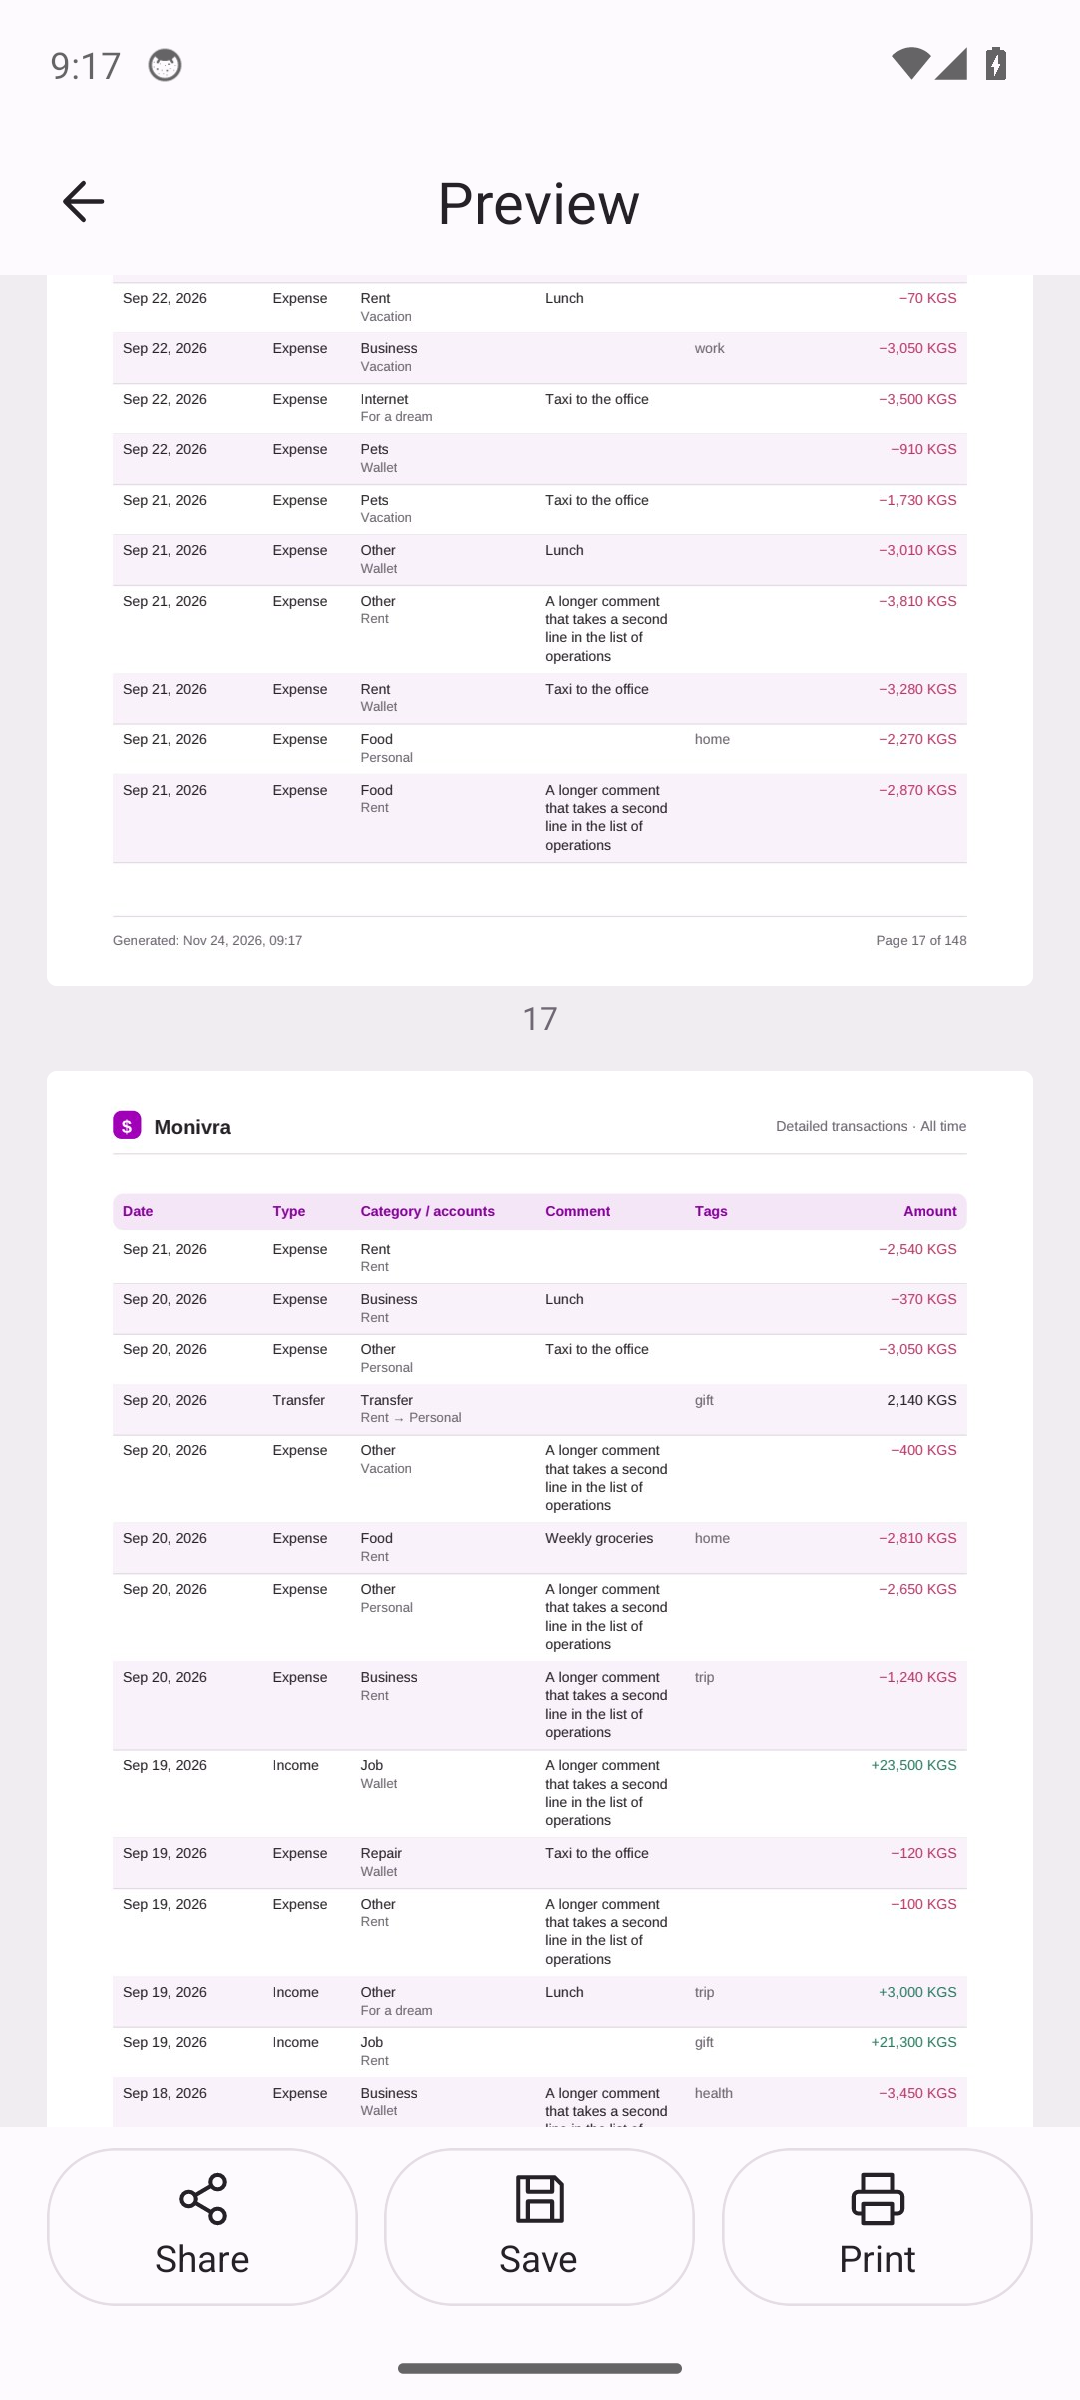 9:17
Preview
Sep 22, 2026 Expense Rent Lunch −70 KGS
Vacation
Sep 22, 2026 Expense Business work −3,050 KGS
Vacation
Sep 22, 2026 Expense Internet Taxi to the office −3,500 KGS
For a dream
Sep 22, 2026 Expense Pets −910 KGS
Wallet
Sep 21, 2026 Expense Pets Taxi to the office −1,730 KGS
Vacation
Sep 21, 2026 Expense Other Lunch −3,010 KGS
Wallet
Sep 21, 2026 Expense Other A longer comment −3,810 KGS
Rent that takes a second
line in the list of
operations
Sep 21, 2026 Expense Rent Taxi to the office −3,280 KGS
Wallet
Sep 21, 2026 Expense Food home −2,270 KGS
Personal
Sep 21, 2026 Expense Food A longer comment −2,870 KGS
Rent that takes a second
line in the list of
operations
Generated: Nov 24, 2026, 09:17 Page 17 of 148
17
$ Monivra Detailed transactions · All time
Date Type Category / accounts Comment Tags Amount
Sep 21, 2026 Expense Rent −2,540 KGS
Rent
Sep 20, 2026 Expense Business Lunch −370 KGS
Rent
Sep 20, 2026 Expense Other Taxi to the office −3,050 KGS
Personal
Sep 20, 2026 Transfer Transfer gift 2,140 KGS
Rent → Personal
Sep 20, 2026 Expense Other A longer comment −400 KGS
Vacation that takes a second
line in the list of
operations
Sep 20, 2026 Expense Food Weekly groceries home −2,810 KGS
Rent
Sep 20, 2026 Expense Other A longer comment −2,650 KGS
Personal that takes a second
line in the list of
operations
Sep 20, 2026 Expense Business A longer comment trip −1,240 KGS
Rent that takes a second
line in the list of
operations
Sep 19, 2026 Income Job A longer comment +23,500 KGS
Wallet that takes a second
line in the list of
operations
Sep 19, 2026 Expense Repair Taxi to the office −120 KGS
Wallet
Sep 19, 2026 Expense Other A longer comment −100 KGS
Rent that takes a second
line in the list of
operations
Sep 19, 2026 Income Other Lunch trip +3,000 KGS
For a dream
Sep 19, 2026 Income Job gift +21,300 KGS
Rent
Sep 18, 2026 Expense Business A longer comment health −3,450 KGS
Wallet that takes a second
Share Save Print